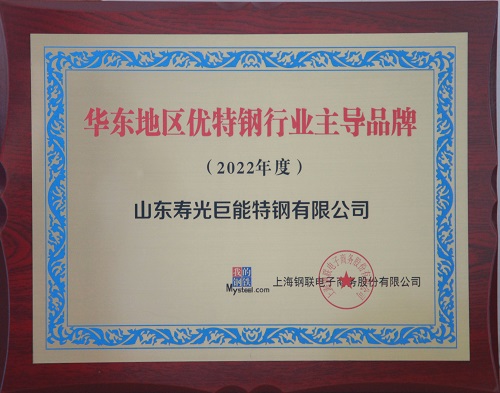 华东地区优特钢行业主导品牌
（2022年度）
山东寿光巨能特钢有限公司
我的
钢铁
Mysteel.com
上海钢联电子商务股份有限公司